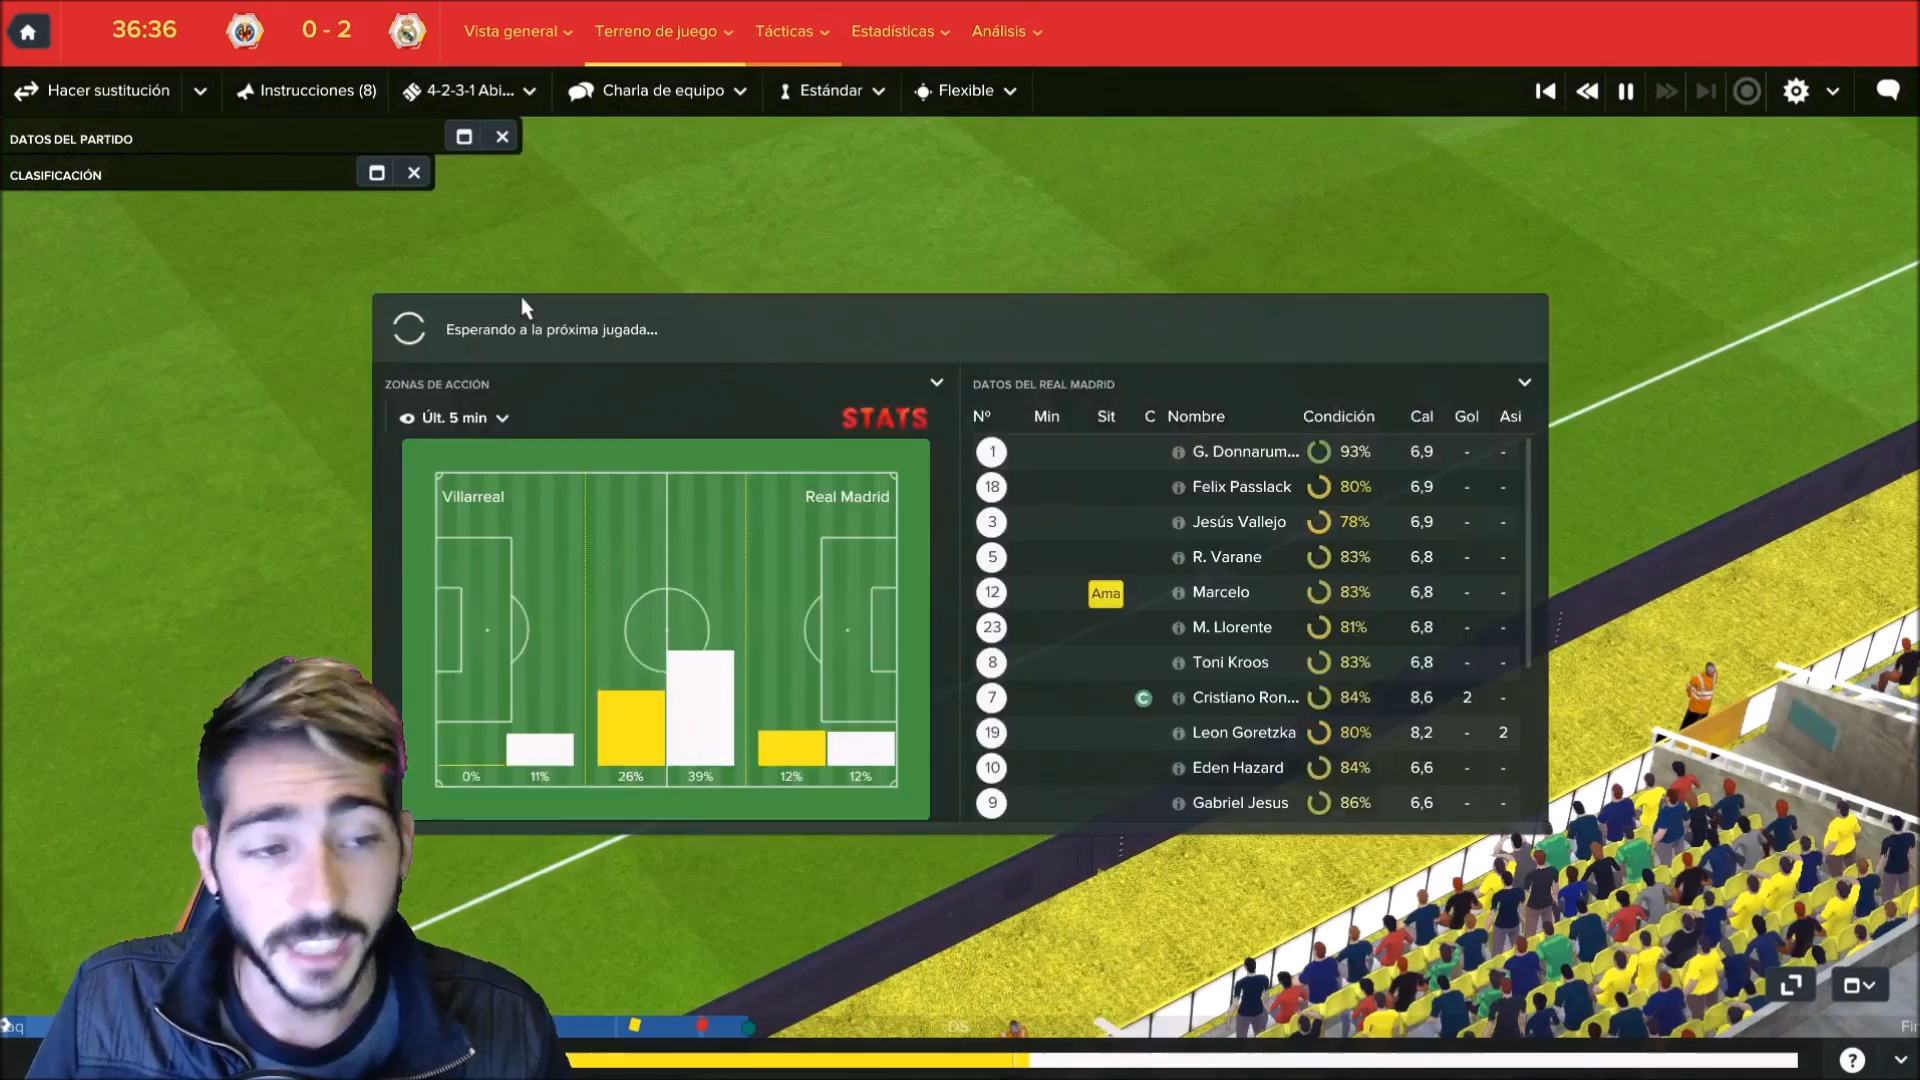 36:36
0 - 2
Vista general
Terreno de juego
Tácticas
Estadísticas
Análisis
Hacer sustitución
Instrucciones (8)
4-2-3-1 Abi...
Charla de equipo
Estándar
Flexible
DATOS DEL PARTIDO
CLASIFICACIÓN
Esperando a la próxima jugada...
ZONAS DE ACCIÓN
Últ. 5 min
STATS
Villarreal
Real Madrid
0%
11%
26%
39%
12%
12%
DATOS DEL REAL MADRID
Nº Min Sit C Nombre Condición Cal Gol Asi
1 G. Donnarum... 93% 6,9 - -
18 Felix Passlack 80% 6,9 - -
3 Jesús Vallejo 78% 6,9 - -
5 R. Varane 83% 6,8 - -
12 Ama Marcelo 83% 6,8 - -
23 M. Llorente 81% 6,8 - -
8 Toni Kroos 83% 6,8 - -
7 C Cristiano Ron... 84% 8,6 2 -
19 Leon Goretzka 80% 8,2 - 2
10 Eden Hazard 84% 6,6 - -
9 Gabriel Jesus 86% 6,6 - -
DS
?